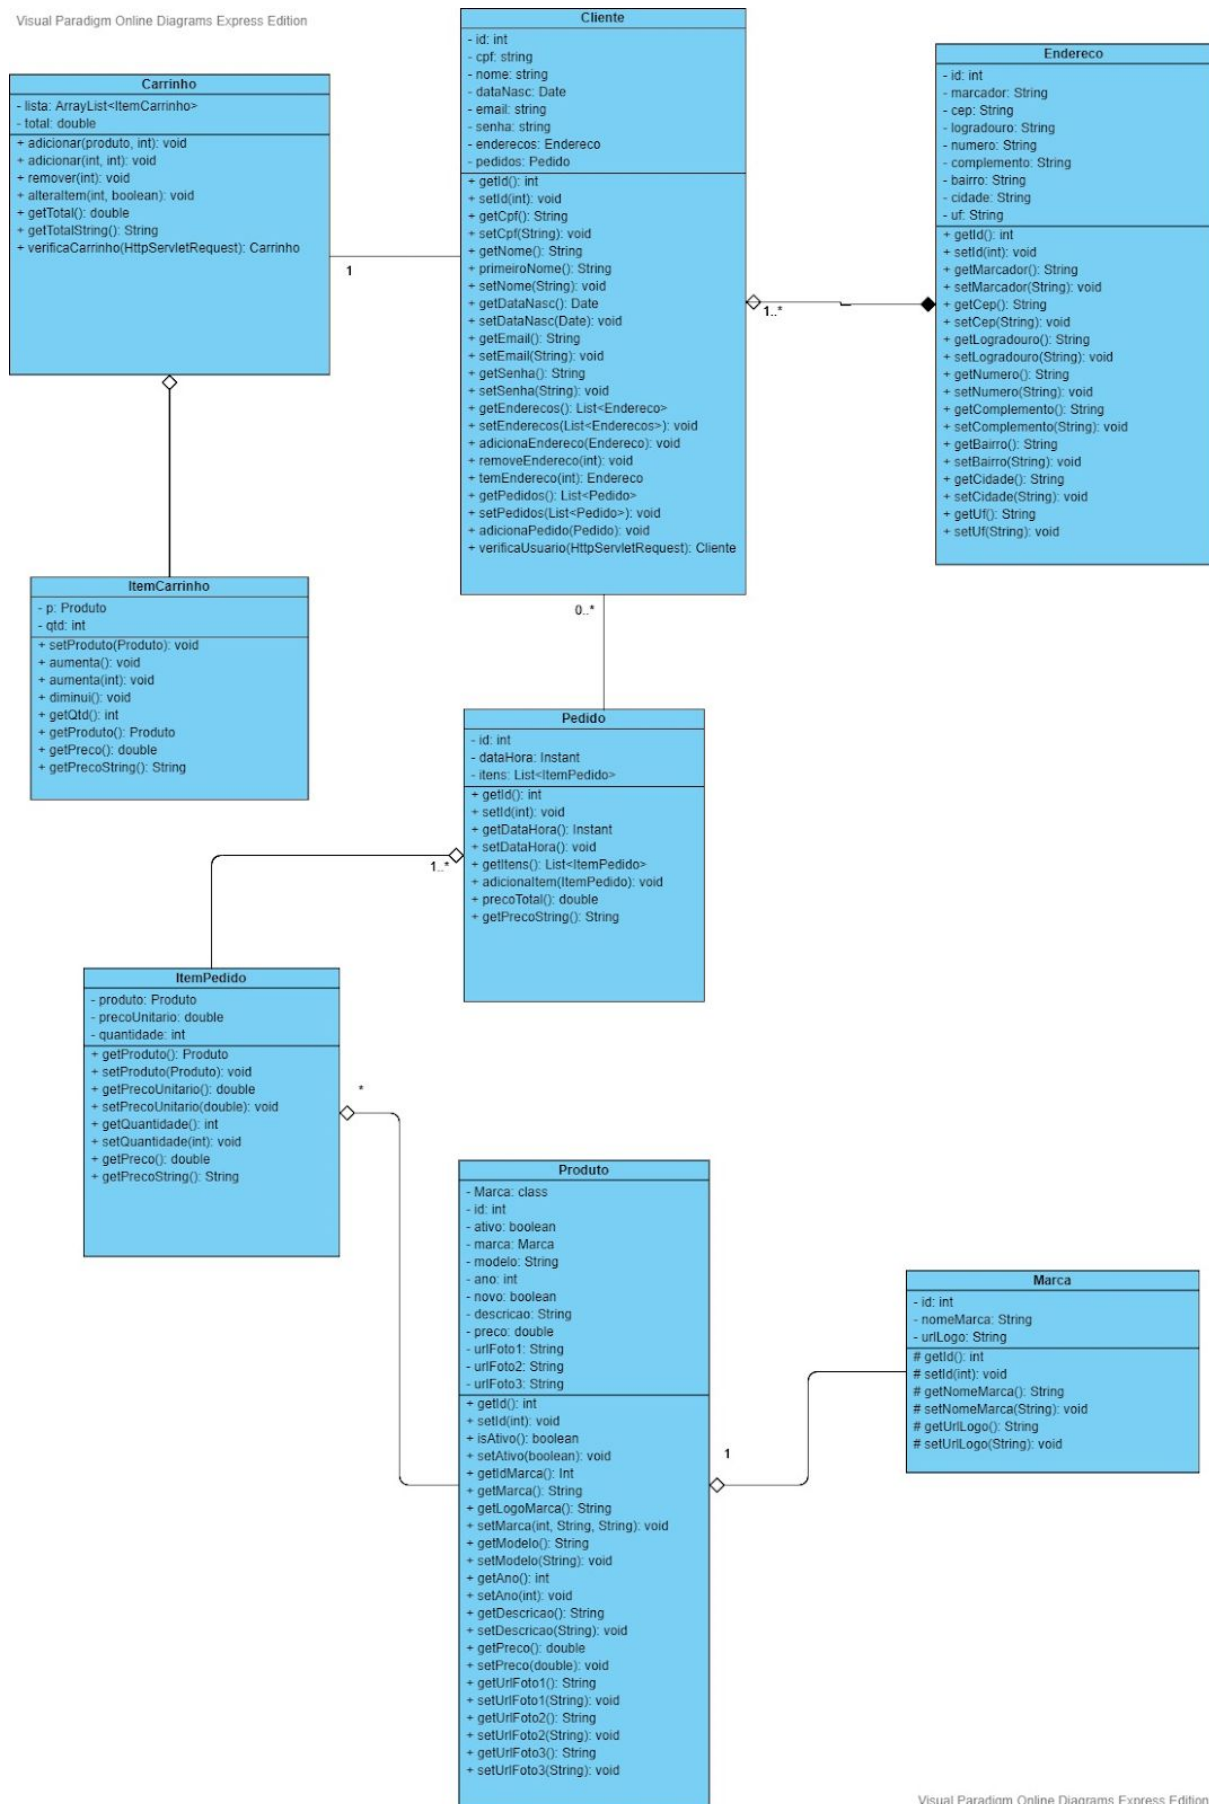 Visual Paradigm Online Diagrams Express Edition
Carrinho
- lista: ArrayList<ItemCarrinho>
- total: double
+ adicionar(produto, int): void
+ adicionar(int, int): void
+ remover(int): void
+ alteraItem(int, boolean): void
+ getTotal(): double
+ getTotalString(): String
+ verificaCarrinho(HttpServletRequest): Carrinho
1
Cliente
- id: int
- cpf: string
- nome: string
- dataNasc: Date
- email: string
- senha: string
- enderecos: Endereco
- pedidos: Pedido
+ getId(): int
+ setId(int): void
+ getCpf(): String
+ setCpf(String): void
+ getNome(): String
+ primeiroNome(): String
+ setNome(String): void
+ getDataNasc(): Date
+ setDataNasc(Date): void
+ getEmail(): String
+ setEmail(String): void
+ getSenha(): String
+ setSenha(String): void
+ getEnderecos(): List<Endereco>
+ setEnderecos(List<Enderecos>): void
+ adicionaEndereco(Endereco): void
+ removeEndereco(int): void
+ temEndereco(int): Endereco
+ getPedidos(): List<Pedido>
+ setPedidos(List<Pedido>): void
+ adicionaPedido(Pedido): void
+ verificaUsuario(HttpServletRequest): Cliente
1..*
Endereco
- id: int
- marcador: String
- cep: String
- logradouro: String
- numero: String
- complemento: String
- bairro: String
- cidade: String
- uf: String
+ getId(): int
+ setId(int): void
+ getMarcador(): String
+ setMarcador(String): void
+ getCep(): String
+ setCep(String): void
+ getLogradouro(): String
+ setLogradouro(String): void
+ getNumero(): String
+ setNumero(String): void
+ getComplemento(): String
+ setComplemento(String): void
+ getBairro(): String
+ setBairro(String): void
+ getCidade(): String
+ setCidade(String): void
+ getUf(): String
+ setUf(String): void
ItemCarrinho
- p: Produto
- qtd: int
+ setProduto(Produto): void
+ aumenta(): void
+ aumenta(int): void
+ diminui(): void
+ getQtd(): int
+ getProduto(): Produto
+ getPreco(): double
+ getPrecoString(): String
0..*
Pedido
- id: int
- dataHora: Instant
- itens: List<ItemPedido>
+ getId(): int
+ setId(int): void
+ getDataHora(): Instant
+ setDataHora(): void
+ getItens(): List<ItemPedido>
+ adicionaItem(ItemPedido): void
+ precoTotal(): double
+ getPrecoString(): String
1..*
ItemPedido
- produto: Produto
- precoUnitario: double
- quantidade: int
+ getProduto(): Produto
+ setProduto(Produto): void
+ getPrecoUnitario(): double
+ setPrecoUnitario(double): void
+ getQuantidade(): int
+ setQuantidade(int): void
+ getPreco(): double
+ getPrecoString(): String
*
Produto
- Marca: class
- id: int
- ativo: boolean
- marca: Marca
- modelo: String
- ano: int
- novo: boolean
- descricao: String
- preco: double
- urlFoto1: String
- urlFoto2: String
- urlFoto3: String
+ getId(): int
+ setId(int): void
+ isAtivo(): boolean
+ setAtivo(boolean): void
+ getIdMarca(): Int
+ getMarca(): String
+ getLogoMarca(): String
+ setMarca(int, String, String): void
+ getModelo(): String
+ setModelo(String): void
+ getAno(): int
+ setAno(int): void
+ getDescricao(): String
+ setDescricao(String): void
+ getPreco(): double
+ setPreco(double): void
+ getUrlFoto1(): String
+ setUrlFoto1(String): void
+ getUrlFoto2(): String
+ setUrlFoto2(String): void
+ getUrlFoto3(): String
+ setUrlFoto3(String): void
1
Marca
- id: int
- nomeMarca: String
- urlLogo: String
# getId(): int
# setId(int): void
# getNomeMarca(): String
# setNomeMarca(String): void
# getUrlLogo(): String
# setUrlLogo(String): void
Visual Paradigm Online Diagrams Express Edition